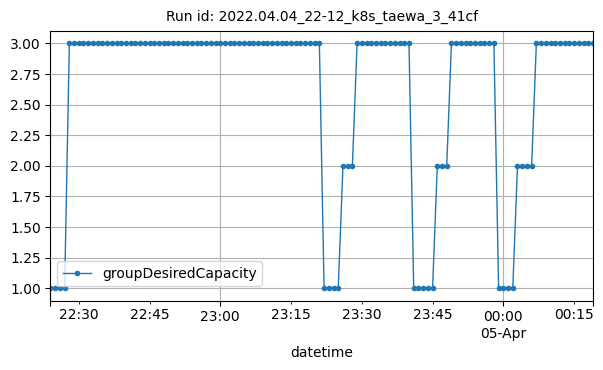 Run id: 2022.04.04_22-12_k8s_taewa_3_41cf
3.00
2.75
2.50
2.25
2.00
1.75
1.50
1.25
1.00
groupDesiredCapacity
22:30 22:45 23:00 23:15 23:30 23:45 00:00 00:15
05-Apr
datetime